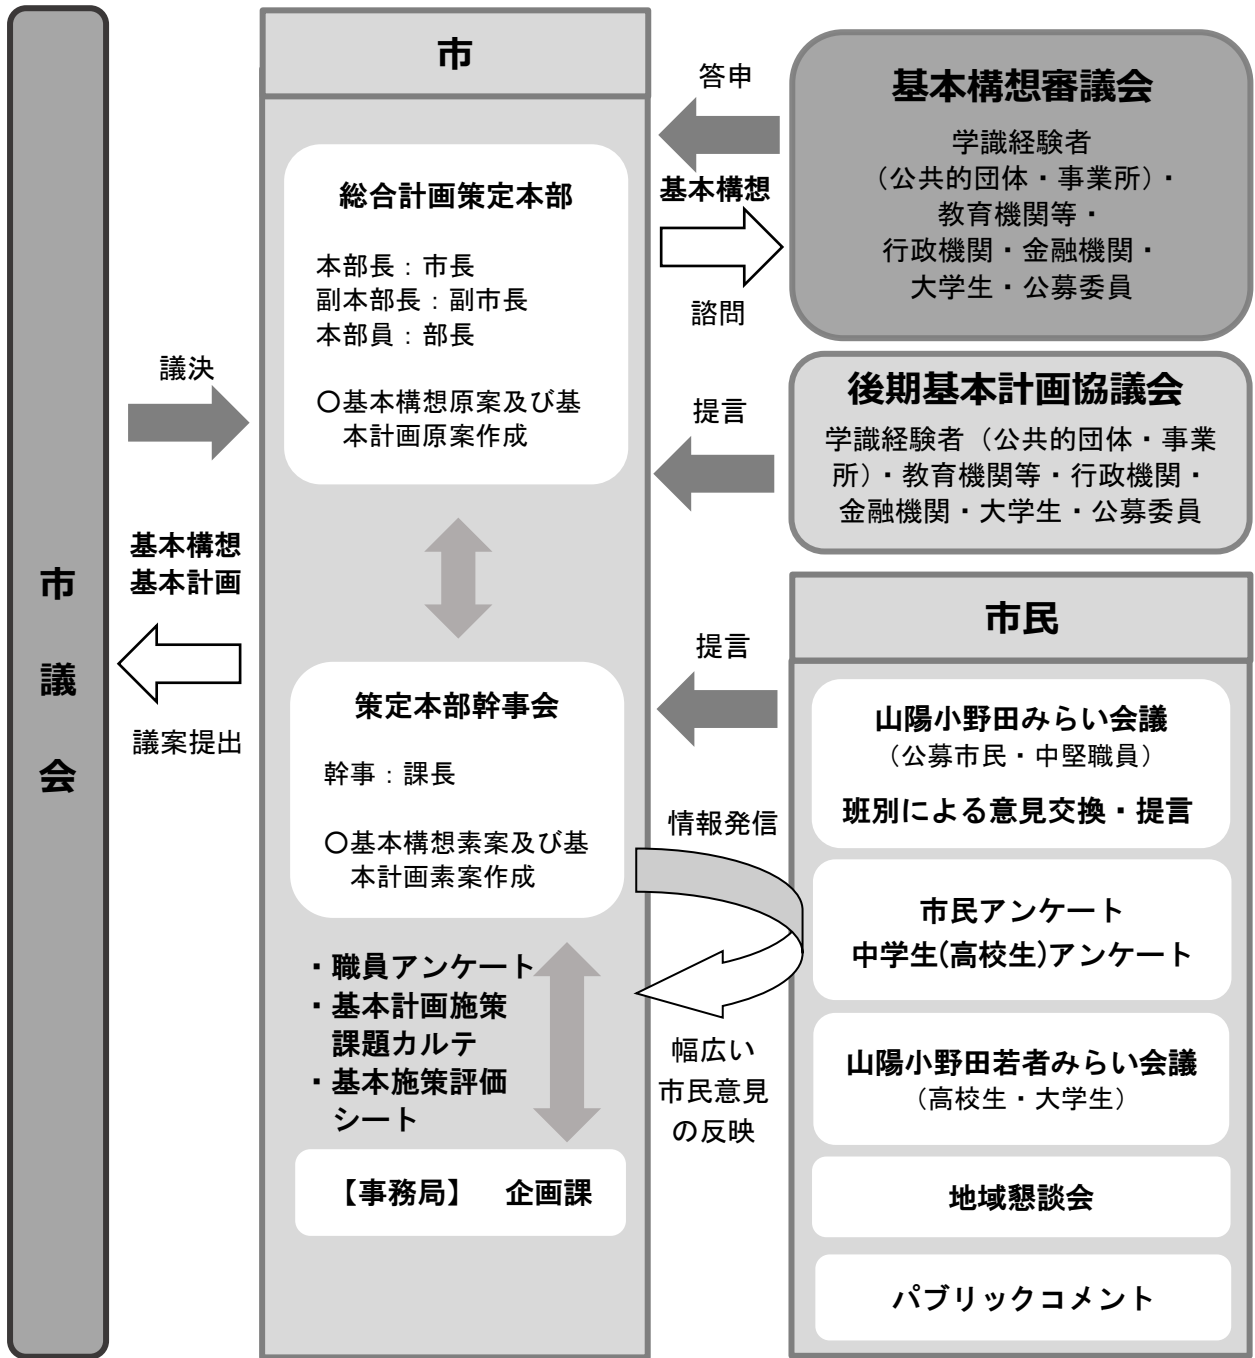 市議会
議決
基本構想
基本計画
議案提出
市
総合計画策定本部
本部長：市長
副本部長：副市長
本部員：部長
〇基本構想原案及び基
本計画原案作成
策定本部幹事会
幹事：課長
〇基本構想素案及び基
本計画素案作成
・職員アンケート
・基本計画施策
課題カルテ
・基本施策評価
シート
【事務局】　企画課
答申
基本構想
諮問
提言
提言
情報発信
幅広い
市民意見
の反映
基本構想審議会
学識経験者
（公共的団体・事業所）・
教育機関等・
行政機関・金融機関・
大学生・公募委員
後期基本計画協議会
学識経験者（公共的団体・事業
所）・教育機関等・行政機関・
金融機関・大学生・公募委員
市民
山陽小野田みらい会議
（公募市民・中堅職員）
班別による意見交換・提言
市民アンケート
中学生(高校生)アンケート
山陽小野田若者みらい会議
（高校生・大学生）
地域懇談会
パブリックコメント